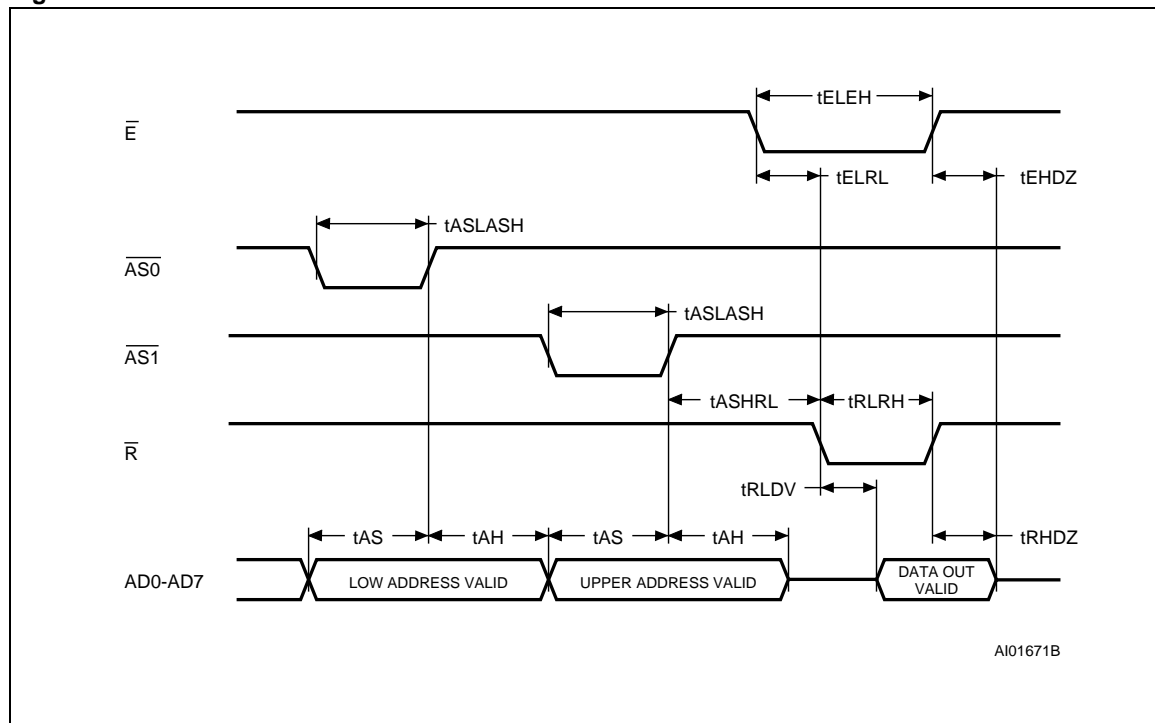 tELEH
E
tELRL
tEHDZ
tASLASH
AS0
tASLASH
AS1
tASHRL
tRLRH
R
tRLDV
tAS
tAH
tAS
tAH
tRHDZ
AD0-AD7
LOW ADDRESS VALID
UPPER ADDRESS VALID
DATA OUT
VALID
AI01671B